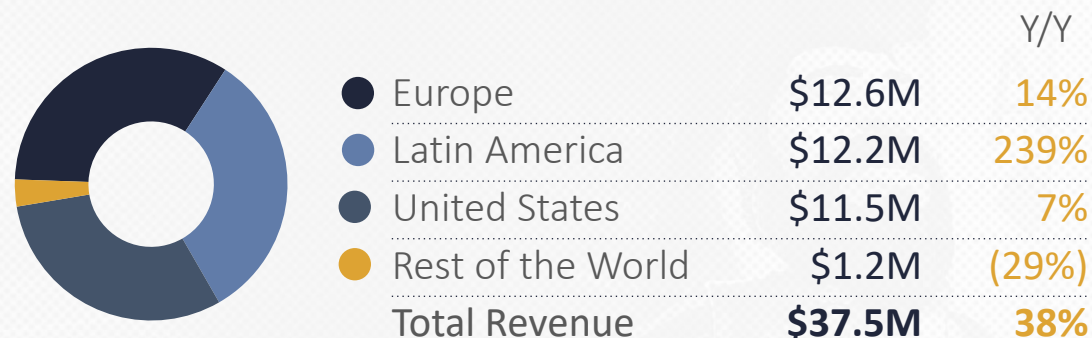 Y/Y
Europe $12.6M 14%
Latin America $12.2M 239%
United States $11.5M 7%
Rest of the World $1.2M (29%)
Total Revenue $37.5M 38%